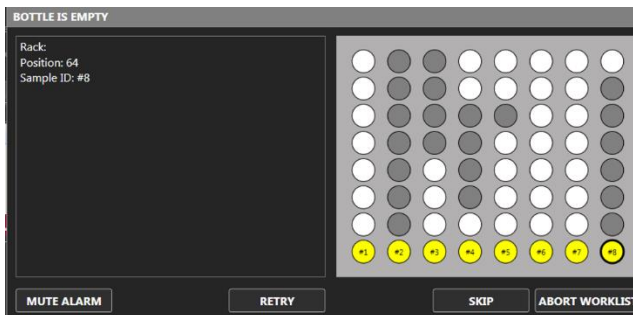 BOTTLE IS EMPTY
Rack:
Position: 64
Sample ID: #8
#1 #2 #3 #4 #5 #6 #7 #8
MUTE ALARM RETRY SKIP ABORT WORKLIST